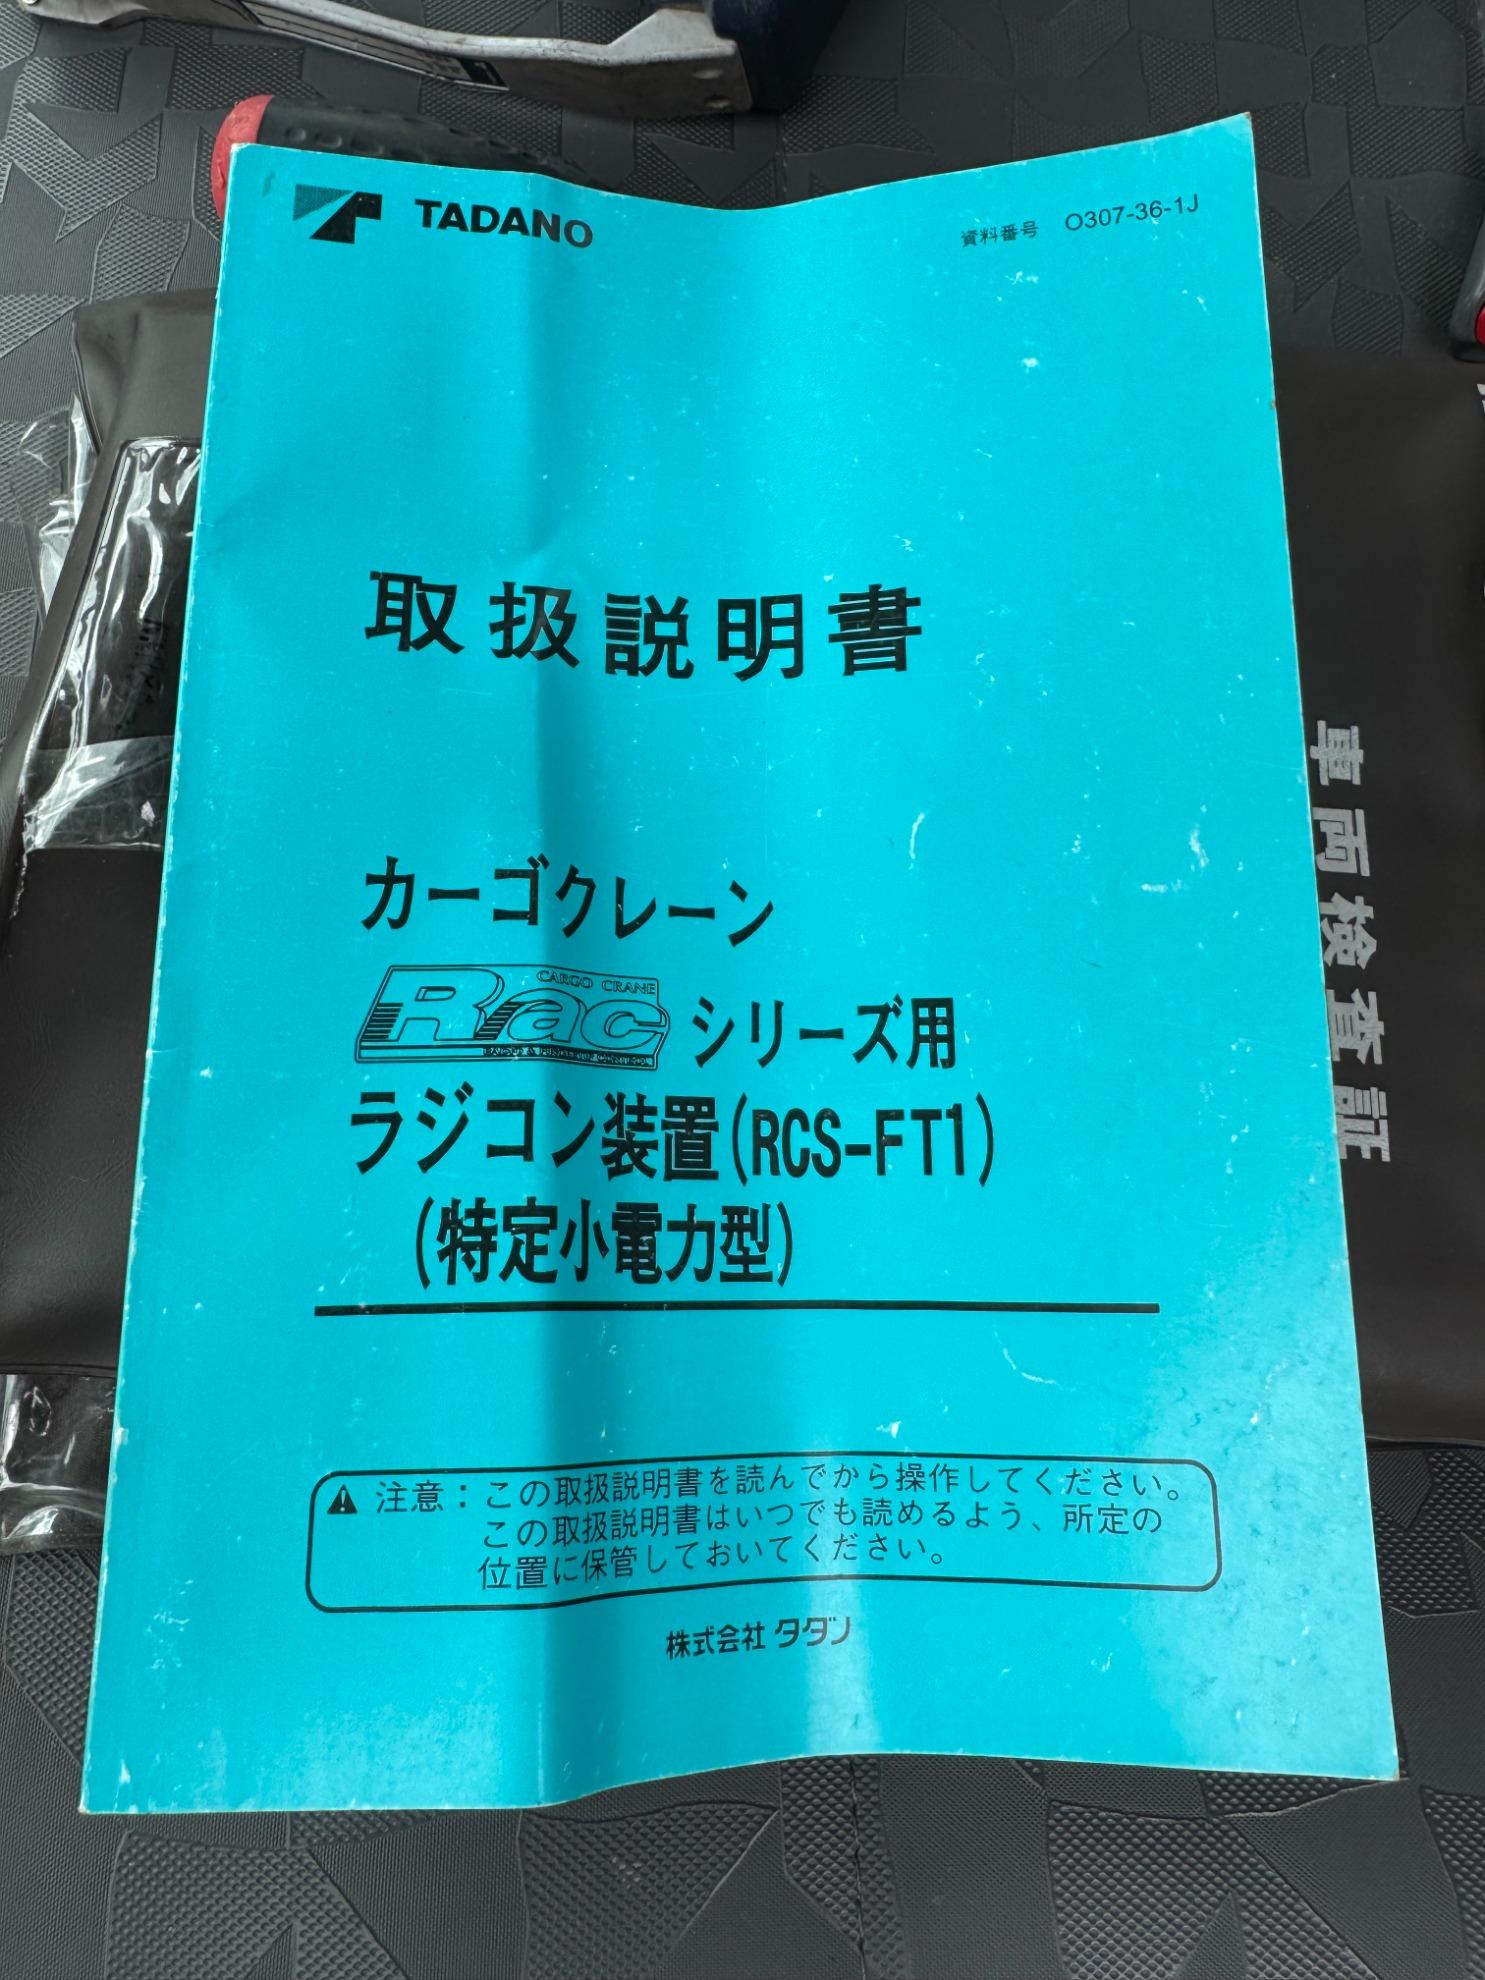 TADANO
資料番号 O307-36-1J
取扱説明書
カーゴクレーン
CARGO CRANE
Rac
シリーズ用
ラジコン装置(RCS-FT1)
(特定小電力型)
注意：この取扱説明書を読んでから操作してください。
この取扱説明書はいつでも読めるよう、所定の
位置に保管しておいてください。
株式会社 タダノ
車両検査証